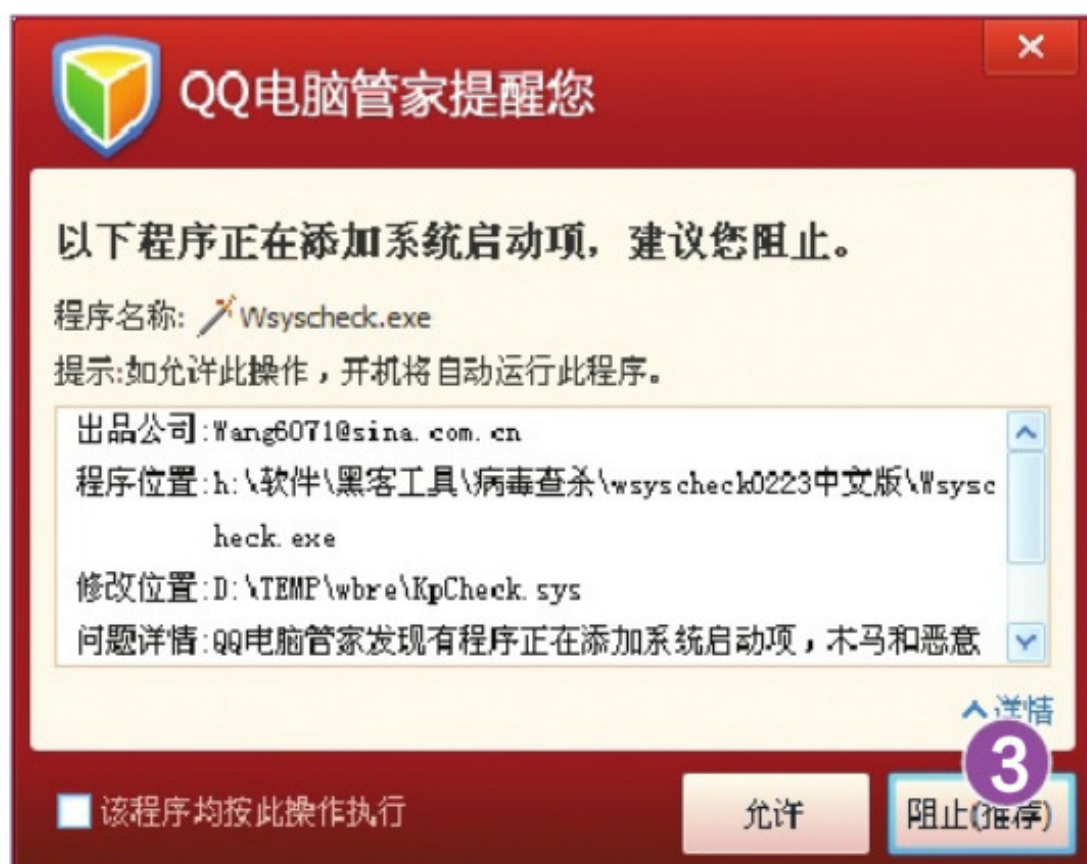 QQ电脑管家提醒您
以下程序正在添加系统启动项，建议您阻止。
程序名称: Wsyscheck.exe
提示:如允许此操作，开机将自动运行此程序。
出品公司:Wang6071@sina.com.cn
程序位置:h:\软件\黑客工具\病毒查杀\wsyscheck0223中文版\Wsysc
heck.exe
修改位置:D:\TEMP\wbre\KpCheck.sys
问题详情:QQ电脑管家发现有程序正在添加系统启动项，木马和恶意
详情
3
该程序均按此操作执行
允许
阻止(推荐)